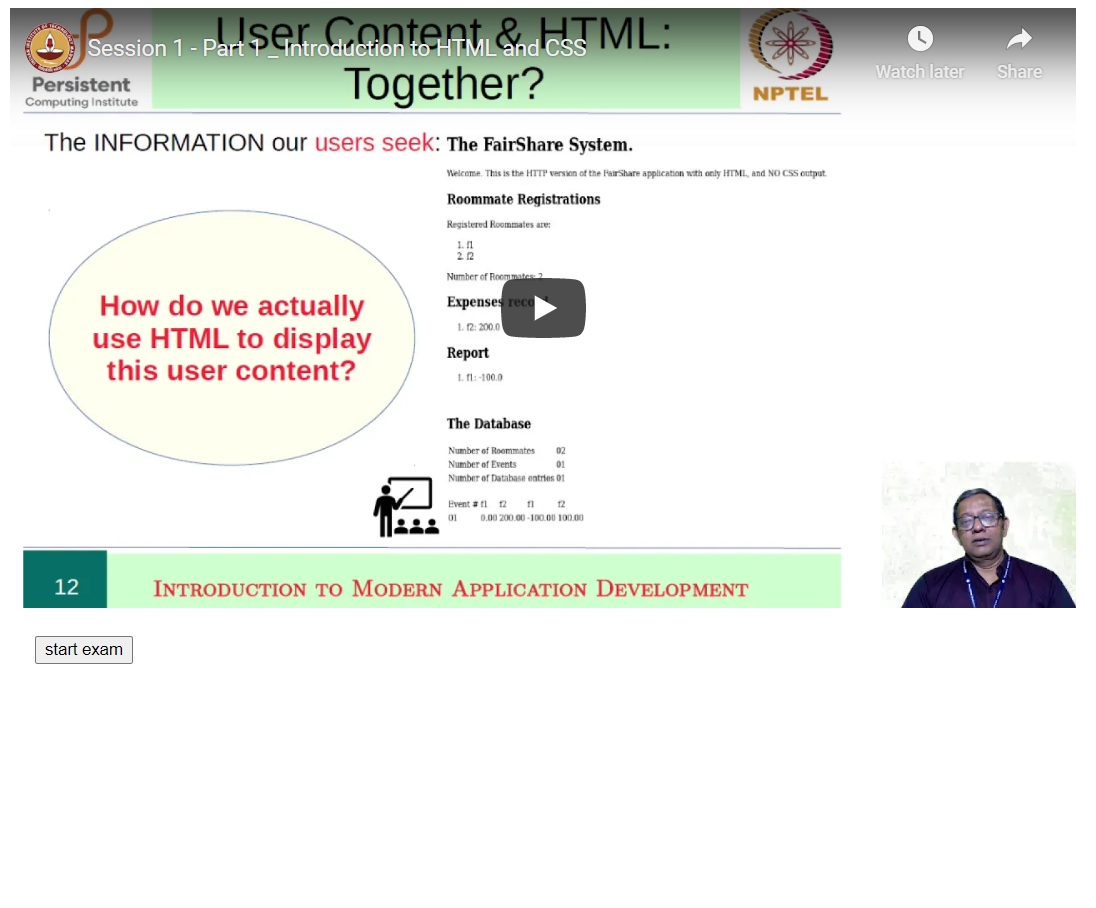 User Content & HTML:
Together?
Session 1 - Part 1 _ Introduction to HTML and CSS
Watch later
Share
Persistent
Computing Institute
NPTEL
The INFORMATION our users seek:
The FairShare System.
Welcome. This is the HTTP version of the FairShare application with only HTML, and NO CSS output.
Roommate Registrations
Registered Roommates are:
1. f1
2. f2
Number of Roommates: 2
Expenses record
1. f2: 200.0
Report
1. f1: -100.0
How do we actually
use HTML to display
this user content?
The Database
Number of Roommates 02
Number of Events 01
Number of Database entries 01
Event # f1 f2 f1 f2
01 0.00 200.00 -100.00 100.00
12
INTRODUCTION TO MODERN APPLICATION DEVELOPMENT
start exam